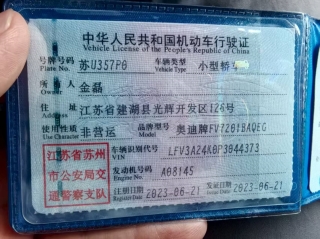 中华人民共和国机动车行驶证
Vehicle License of the People's Republic of China
号牌号码 苏U357P6 车辆类型 小型轿车
Plate No. Vehicle Type
所有人 金磊
Owner
住址 江苏省建湖县光辉开发区126号
Address
使用性质 非营运 品牌型号 奥迪牌FV7261BAQEG
Use Character Model
江苏省苏州
市公安局交
通警察支队
车辆识别代号 LFV3A24K0P3044373
VIN
发动机号码 A08145
Engine No.
注册日期 2023-06-21 发证日期 2023-06-21
Register Date Issue Date